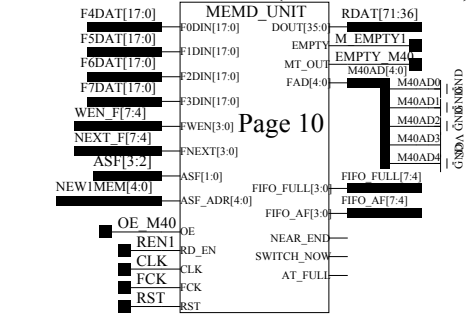 MEMD_UNIT
F4DAT[17:0]
F5DAT[17:0]
F6DAT[17:0]
F7DAT[17:0]
WEN_F[7:4]
NEXT_F[7:4]
ASF[3:2]
NEW1MEM[4:0]
OE_M40
REN1
CLK
FCK
RST
F0DIN[17:0]
F1DIN[17:0]
F2DIN[17:0]
F3DIN[17:0]
FWEN[3:0]
FNEXT[3:0]
ASF[1:0]
ASF_ADR[4:0]
OE
RD_EN
CLK
FCK
RST
Page 10
DOUT[35:0]
EMPTY
MT_OUT
FAD[4:0]
FIFO_FULL[3:0]
FIFO_AF[3:0]
NEAR_END
SWITCH_NOW
AT_FULL
RDAT[71:36]
M_EMPTY1
EMPTY_M40
M40AD[4:0]
M40AD0
M40AD1
M40AD2
M40AD3
M40AD4
FIFO_FULL[7:4]
FIFO_AF[7:4]